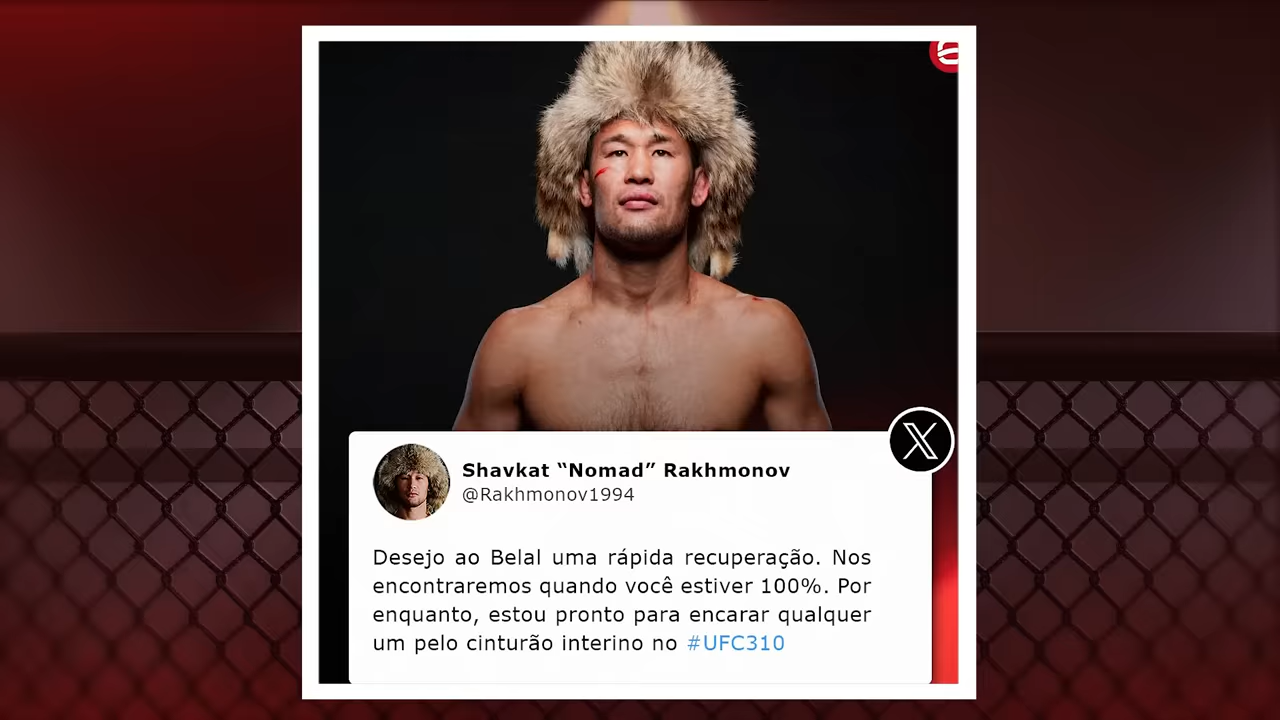 Shavkat “Nomad” Rakhmonov
@Rakhmonov1994
Desejo ao Belal uma rápida recuperação. Nos
encontraremos quando você estiver 100%. Por
enquanto, estou pronto para encarar qualquer
um pelo cinturão interino no #UFC310